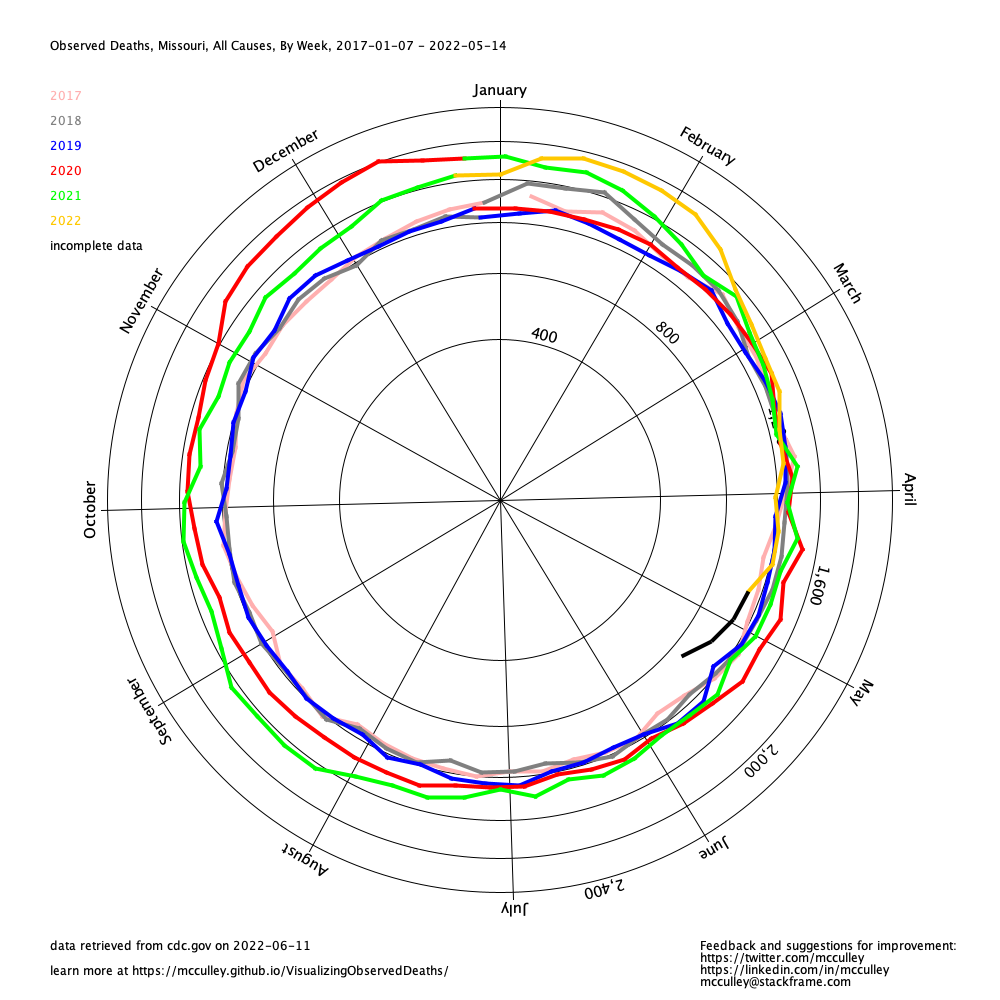 Observed Deaths, Missouri, All Causes, By Week, 2017-01-07 - 2022-05-14
2017
2018
2019
2020
2021
2022
incomplete data
January
February
March
April
May
June
July
August
September
October
November
December
400
800
1,600
2,000
2,400
data retrieved from cdc.gov on 2022-06-11
learn more at https://mcculley.github.io/VisualizingObservedDeaths/
Feedback and suggestions for improvement:
https://twitter.com/mcculley
https://linkedin.com/in/mcculley
mcculley@stackframe.com